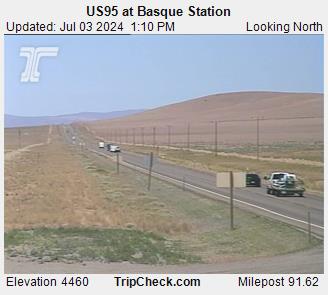 US95 at Basque Station
Updated: Jul 03 2024 1:10 PM Looking North
Elevation 4460 TripCheck.com Milepost 91.62